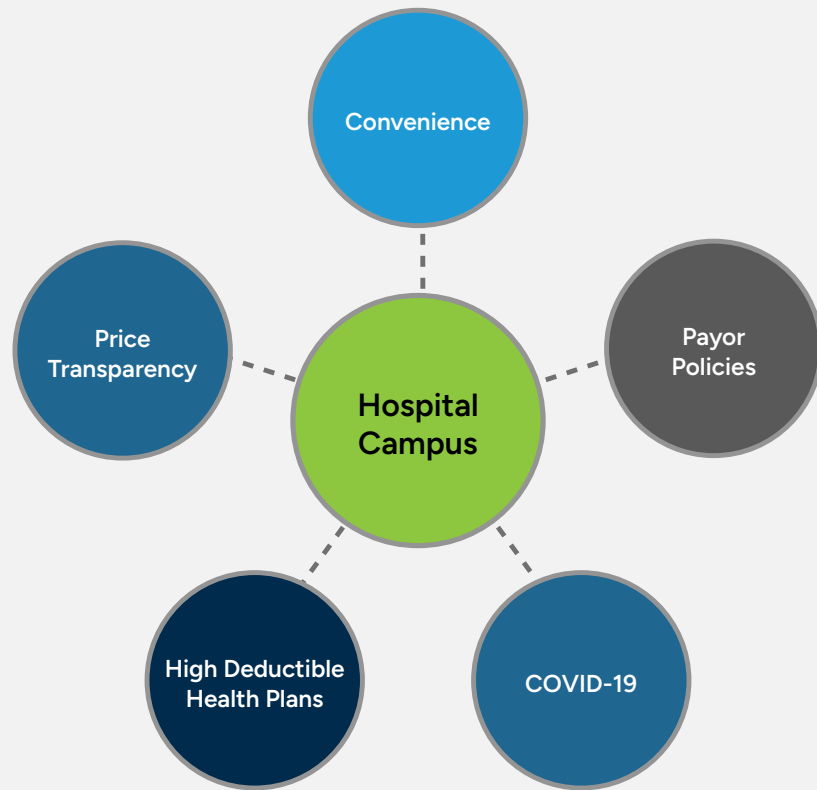 Convenience
Price
Transparency
Payor
Policies
Hospital
Campus
High Deductible
Health Plans
COVID-19